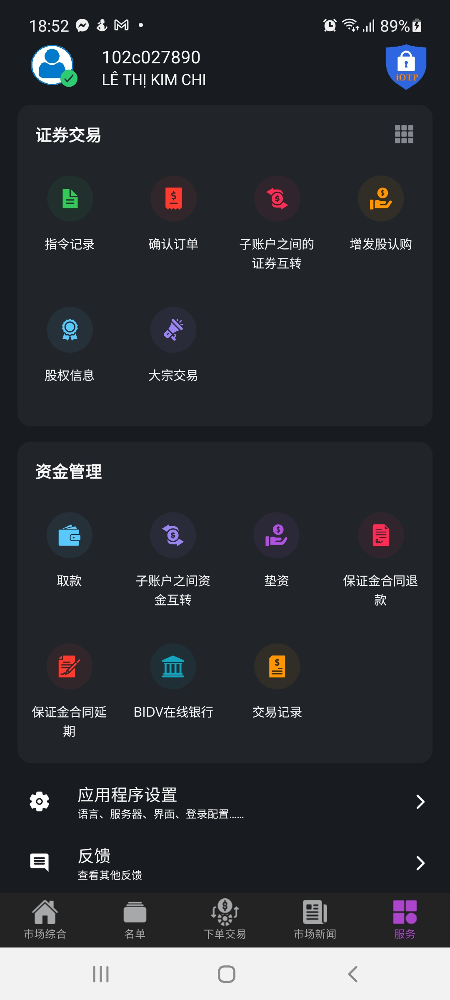 18:52
89%
102c027890
LÊ THỊ KIM CHI
iOTP
证券交易
指令记录
确认订单
子账户之间的
证券互转
增发股认购
股权信息
大宗交易
资金管理
取款
子账户之间资
金互转
垫资
保证金合同退
款
保证金合同延
期
BIDV在线银行
交易记录
应用程序设置
语言、服务器、界面、登录配置......
反馈
查看其他反馈
市场综合
名单
下单交易
市场新闻
服务